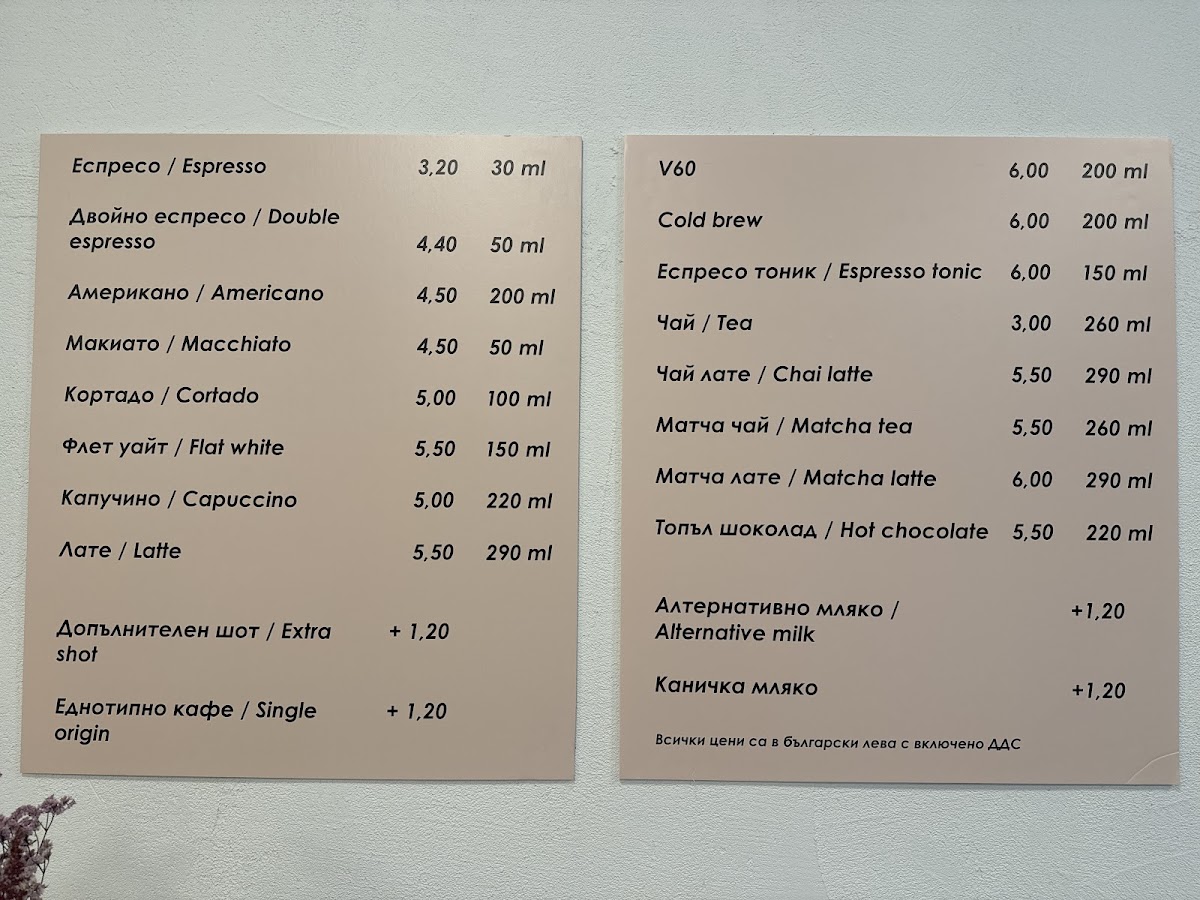 Еспресо / Espresso 3,20 30 ml
Двойно еспресо / Double
espresso 4,40 50 ml
Американо / Americano 4,50 200 ml
Макиато / Macchiato 4,50 50 ml
Кортадо / Cortado 5,00 100 ml
Флет уайт / Flat white 5,50 150 ml
Капучино / Capuccino 5,00 220 ml
Лате / Latte 5,50 290 ml
Допълнителен шот / Extra + 1,20
shot
Еднотипно кафе / Single + 1,20
origin
V60 6,00 200 ml
Cold brew 6,00 200 ml
Еспресо тоник / Espresso tonic 6,00 150 ml
Чай / Tea 3,00 260 ml
Чай лате / Chai latte 5,50 290 ml
Матча чай / Matcha tea 5,50 260 ml
Матча лате / Matcha latte 6,00 290 ml
Топъл шоколад / Hot chocolate 5,50 220 ml
Алтернативно мляко / +1,20
Alternative milk
Каничка мляко +1,20
Всички цени са в български лева с включено ДДС